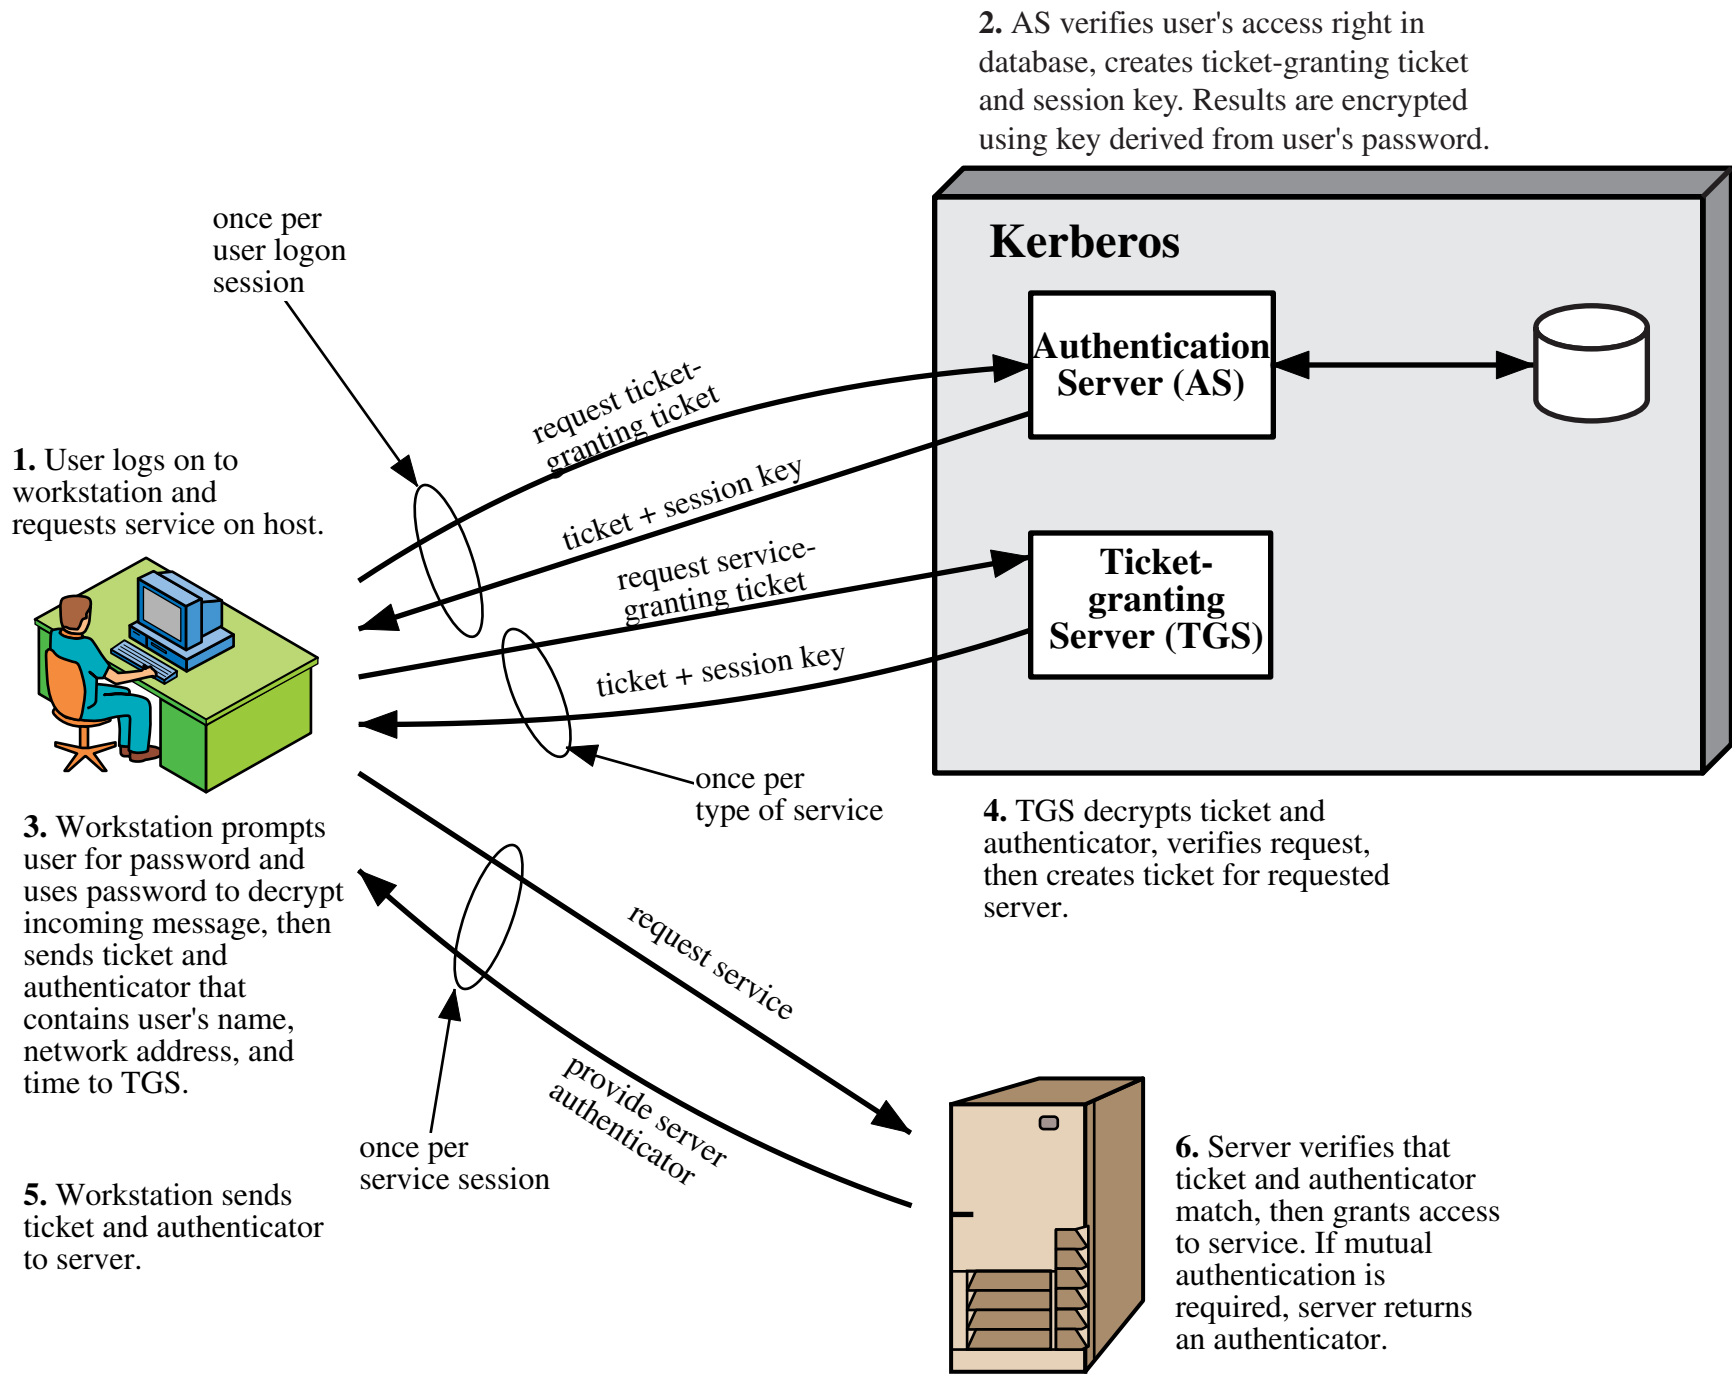 2. AS verifies user's access right in
database, creates ticket-granting ticket
and session key. Results are encrypted
using key derived from user's password.
once per
user logon
session
Kerberos
Authentication
Server (AS)
request ticket-
granting ticket
1. User logs on to
workstation and
requests service on host.
ticket + session key
request service-
granting ticket
Ticket-
granting
Server (TGS)
ticket + session key
once per
type of service
3. Workstation prompts
user for password and
uses password to decrypt
incoming message, then
sends ticket and
authenticator that
contains user's name,
network address, and
time to TGS.
4. TGS decrypts ticket and
authenticator, verifies request,
then creates ticket for requested
server.
request service
provide server
authenticator
once per
service session
5. Workstation sends
ticket and authenticator
to server.
6. Server verifies that
ticket and authenticator
match, then grants access
to service. If mutual
authentication is
required, server returns
an authenticator.